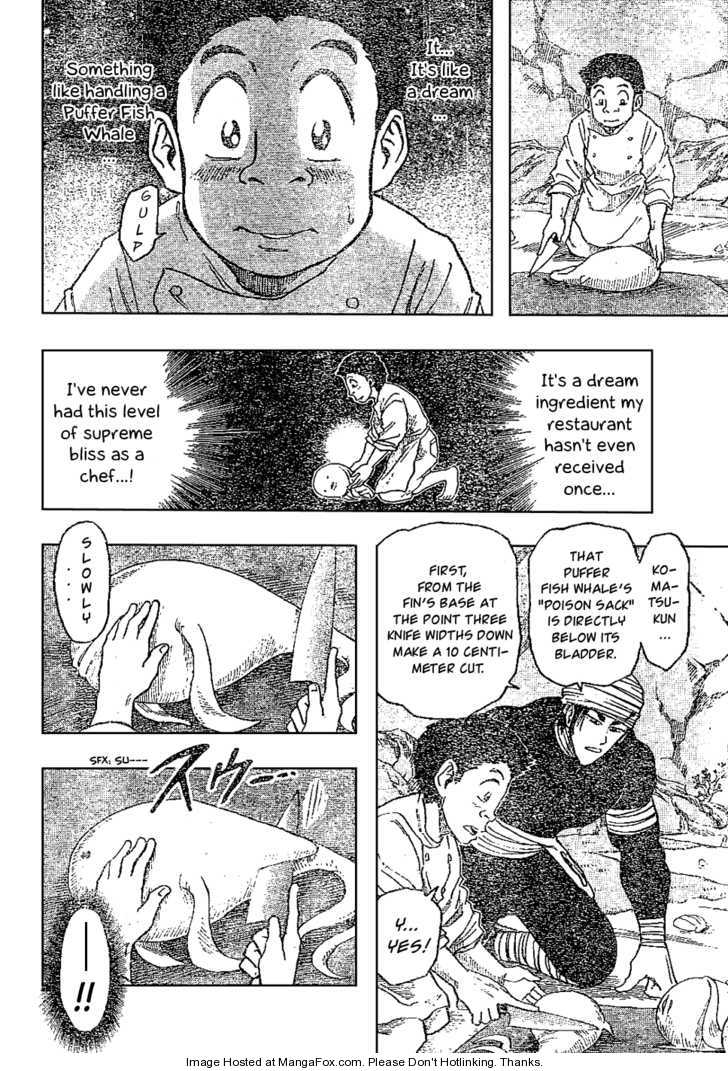 It...
It's like
a dream
...
Something
like handling a
Puffer Fish
Whale
...
GULP
It's a dream
ingredient my
restaurant
hasn't even
received
once...
I've never
had this level
of supreme
bliss as a
chef...!
KO-
MA-
TSU-
KUN
...
THAT
PUFFER
FISH WHALE'S
"POISON SACK"
IS DIRECTLY
BELOW ITS
BLADDER.
FIRST,
FROM THE
FIN'S BASE AT
THE POINT THREE
KNIFE WIDTHS DOWN
MAKE A 10 CENTI-
METER CUT.
Y...
YES!
SLOWLY
...
SFX: SU---
スゥー…
—!!
Image Hosted at MangaFox.com. Please Don't Hotlinking. Thanks.